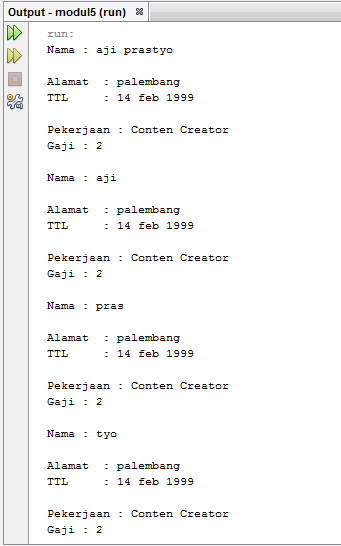 Output - modul5 (run)
run:
Nama : aji prastyo
Alamat  : palembang
TTL     : 14 feb 1999
Pekerjaan : Conten Creator
Gaji : 2
Nama : aji
Alamat  : palembang
TTL     : 14 feb 1999
Pekerjaan : Conten Creator
Gaji : 2
Nama : pras
Alamat  : palembang
TTL     : 14 feb 1999
Pekerjaan : Conten Creator
Gaji : 2
Nama : tyo
Alamat  : palembang
TTL     : 14 feb 1999
Pekerjaan : Conten Creator
Gaji : 2